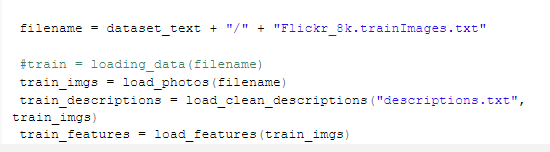 filename = dataset_text + "/" + "Flickr_8k.trainImages.txt"
#train = loading_data(filename)
train_imgs = load_photos(filename)
train_descriptions = load_clean_descriptions("descriptions.txt",
train_imgs)
train_features = load_features(train_imgs)